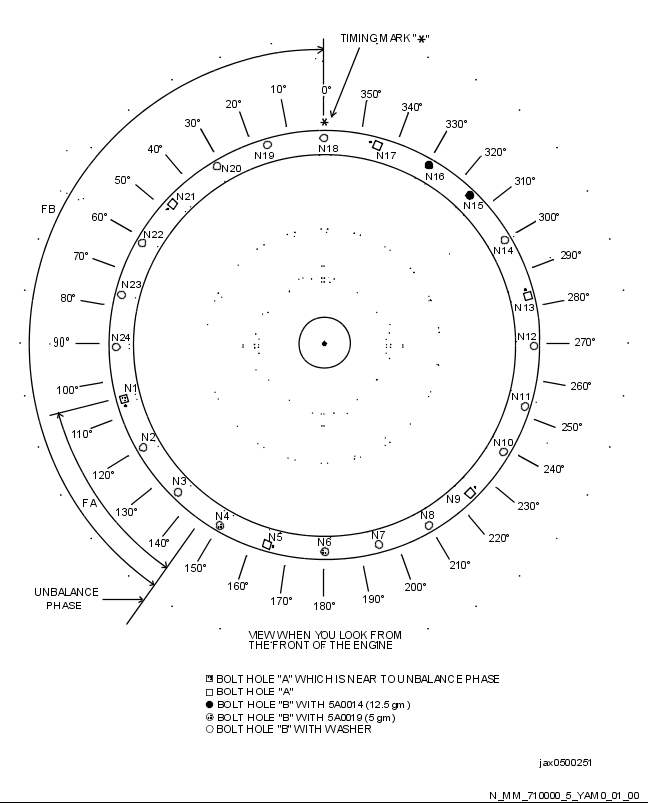 TIMING MARK "*"
10°
0°
350°
20°
340°
30°
330°
40°
320°
50°
310°
60°
300°
70°
290°
80°
280°
90°
270°
100°
260°
110°
250°
120°
240°
130°
230°
140°
220°
150°
210°
160°
200°
170°
190°
180°
N18
N19
N17
N20
N16
N21
N15
N22
N14
N23
N13
N24
N12
N1
N11
N2
N10
N3
N9
N4
N8
N5
N7
N6
FB
FA
UNBALANCE
PHASE
VIEW WHEN YOU LOOK FROM
THE FRONT OF THE ENGINE
BOLT HOLE "A" WHICH IS NEAR TO UNBALANCE PHASE
BOLT HOLE "A"
BOLT HOLE "B" WITH 5A0014 (12.5 gm)
BOLT HOLE "B" WITH 5A0019 (5 gm)
BOLT HOLE "B" WITH WASHER
jax0500251
N_MM_710000_5_YAM0_01_00